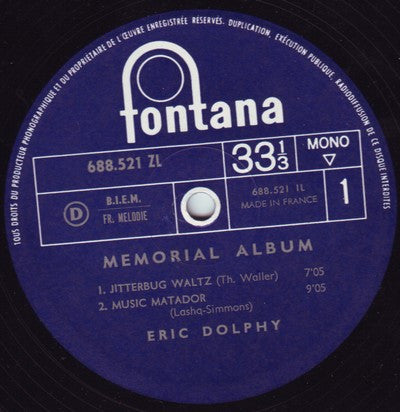 TOUS DROITS DU PRODUCTEUR PHONOGRAPHIQUE ET DU PROPRIÉTAIRE DE L'ŒUVRE ENREGISTRÉE RÉSERVÉS. DUPLICATION, EXÉCUTION PUBLIQUE, RADIODIFFUSION DE CE DISQUE INTERDITES
fontana
688.521 ZL
33 1/3
MONO
▽
D
B.I.E.M.
FR. MELODIE
688.521 1L
MADE IN FRANCE
1
MEMORIAL ALBUM
1. JITTERBUG WALTZ (Th. Waller) 7'05
2. MUSIC MATADOR 9'05
(Lashq-Simmons)
ERIC DOLPHY